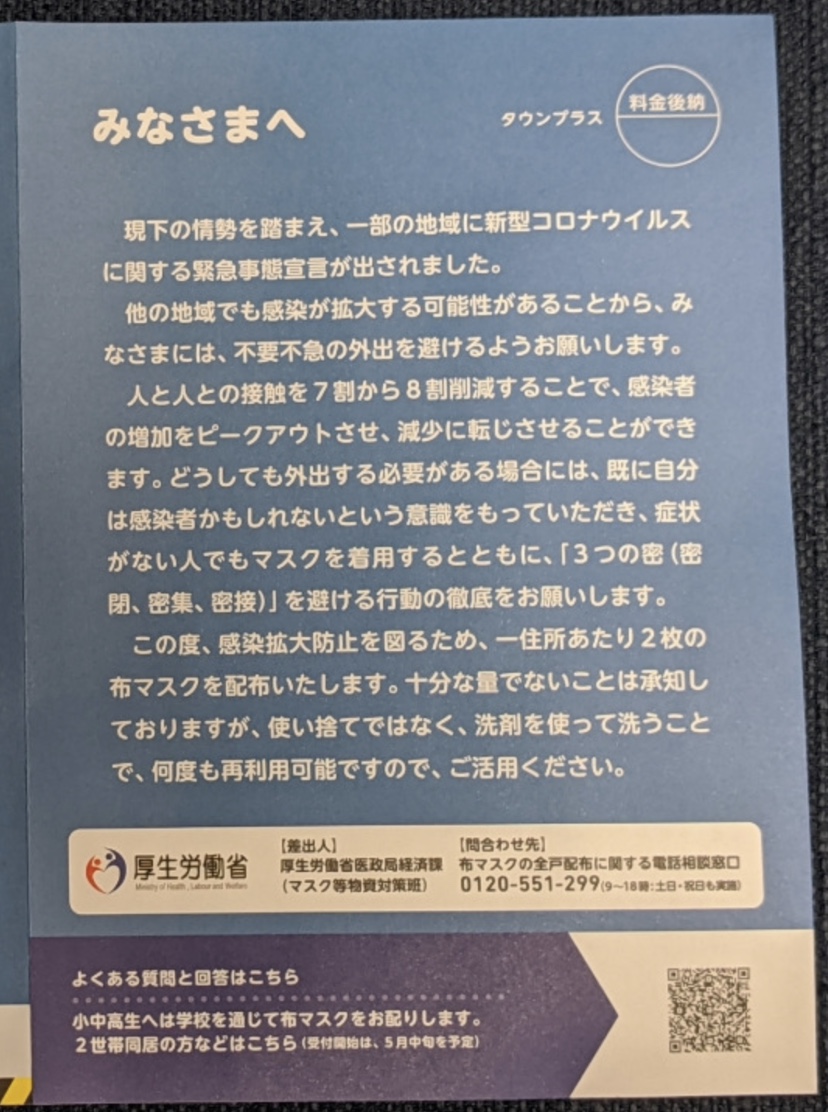 みなさまへ
タウンプラス
料金後納
現下の情勢を踏まえ、一部の地域に新型コロナウイルス
に関する緊急事態宣言が出されました。
他の地域でも感染が拡大する可能性があることから、み
なさまには、不要不急の外出を避けるようお願いします。
人と人との接触を7割から8割削減することで、感染者
の増加をピークアウトさせ、減少に転じさせることができ
ます。どうしても外出する必要がある場合には、既に自分
は感染者かもしれないという意識をもっていただき、症状
がない人でもマスクを着用するとともに、「3つの密(密
閉、密集、密接)」を避ける行動の徹底をお願いします。
この度、感染拡大防止を図るため、一住所あたり2枚の
布マスクを配布いたします。十分な量でないことは承知し
ておりますが、使い捨てではなく、洗剤を使って洗うこと
で、何度も再利用可能ですので、ご活用ください。
厚生労働省
Ministry of Health, Labour and Welfare
【差出人】
厚生労働省医政局経済課
(マスク等物資対策班)
【問合わせ先】
布マスクの全戸配布に関する電話相談窓口
0120-551-299(9〜18時:土日・祝日も実施)
よくある質問と回答はこちら
小中高生へは学校を通じて布マスクをお配りします。
2世帯同居の方などはこちら(受付開始は、5月中旬を予定)